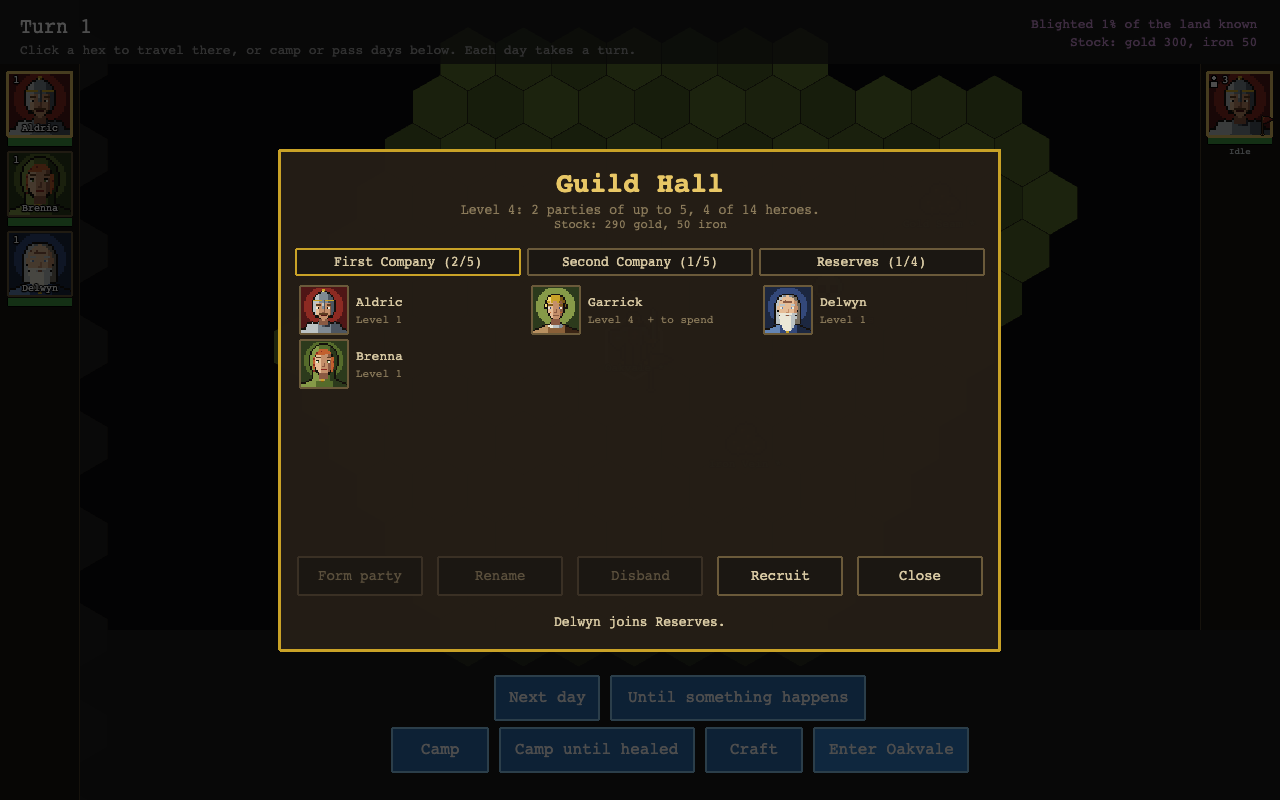 Turn 1
Click a hex to travel there, or camp or pass days below. Each day takes a turn.
Blighted 1% of the land known
Stock: gold 300, iron 50
1
Aldric
1
Brenna
1
Delwyn
3
Idle
Guild Hall
Level 4: 2 parties of up to 5, 4 of 14 heroes.
Stock: 290 gold, 50 iron
First Company (2/5)
Second Company (1/5)
Reserves (1/4)
Aldric
Level 1
Brenna
Level 1
Garrick
Level 4 + to spend
Delwyn
Level 1
Form party
Rename
Disband
Recruit
Close
Delwyn joins Reserves.
Next day
Until something happens
Camp
Camp until healed
Craft
Enter Oakvale